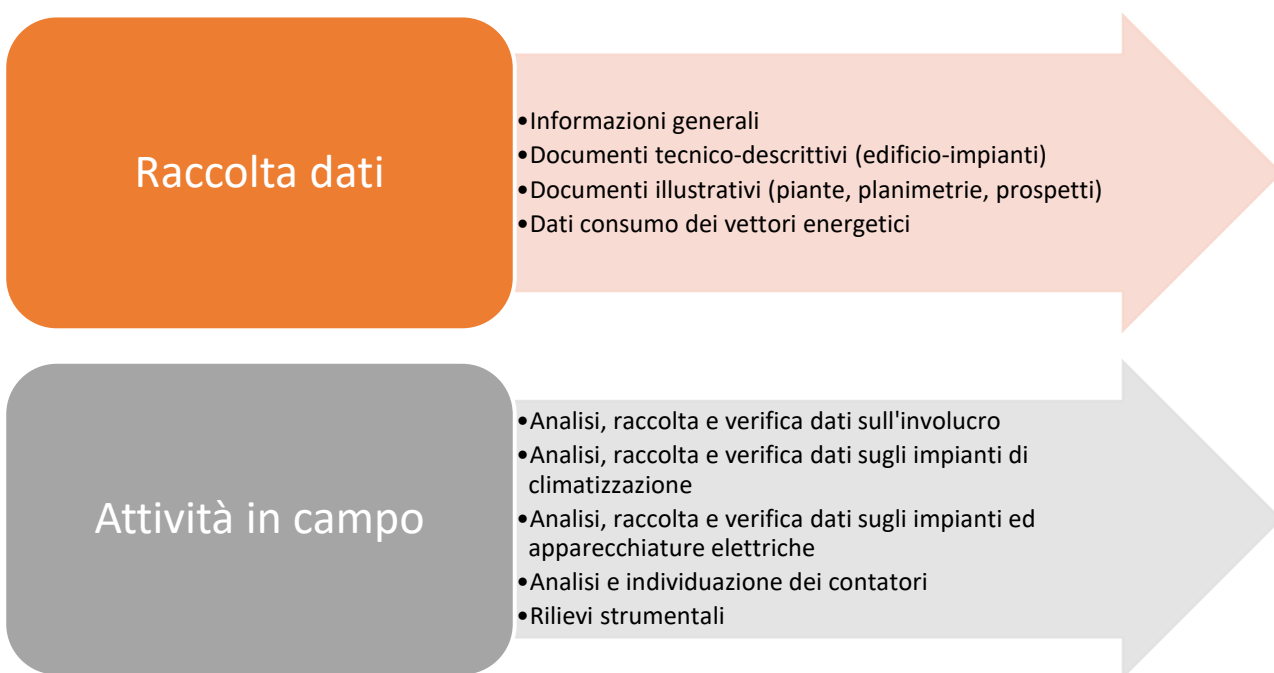 Raccolta dati
•Informazioni generali
•Documenti tecnico-descrittivi (edificio-impianti)
•Documenti illustrativi (piante, planimetrie, prospetti)
•Dati consumo dei vettori energetici
Attività in campo
•Analisi, raccolta e verifica dati sull'involucro
•Analisi, raccolta e verifica dati sugli impianti di
climatizzazione
•Analisi, raccolta e verifica dati sugli impianti ed
apparecchiature elettriche
•Analisi e individuazione dei contatori
•Rilievi strumentali